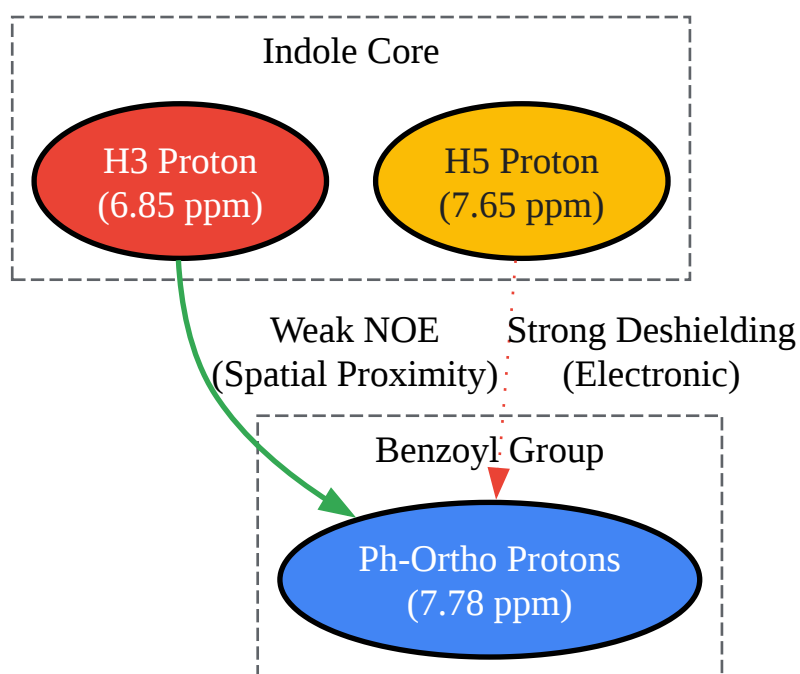 Indole Core
H3 Proton
(6.85 ppm)
H5 Proton
(7.65 ppm)
Weak NOE
(Spatial Proximity)
Strong Deshielding
(Electronic)
Benzoyl Group
Ph-Ortho Protons
(7.78 ppm)